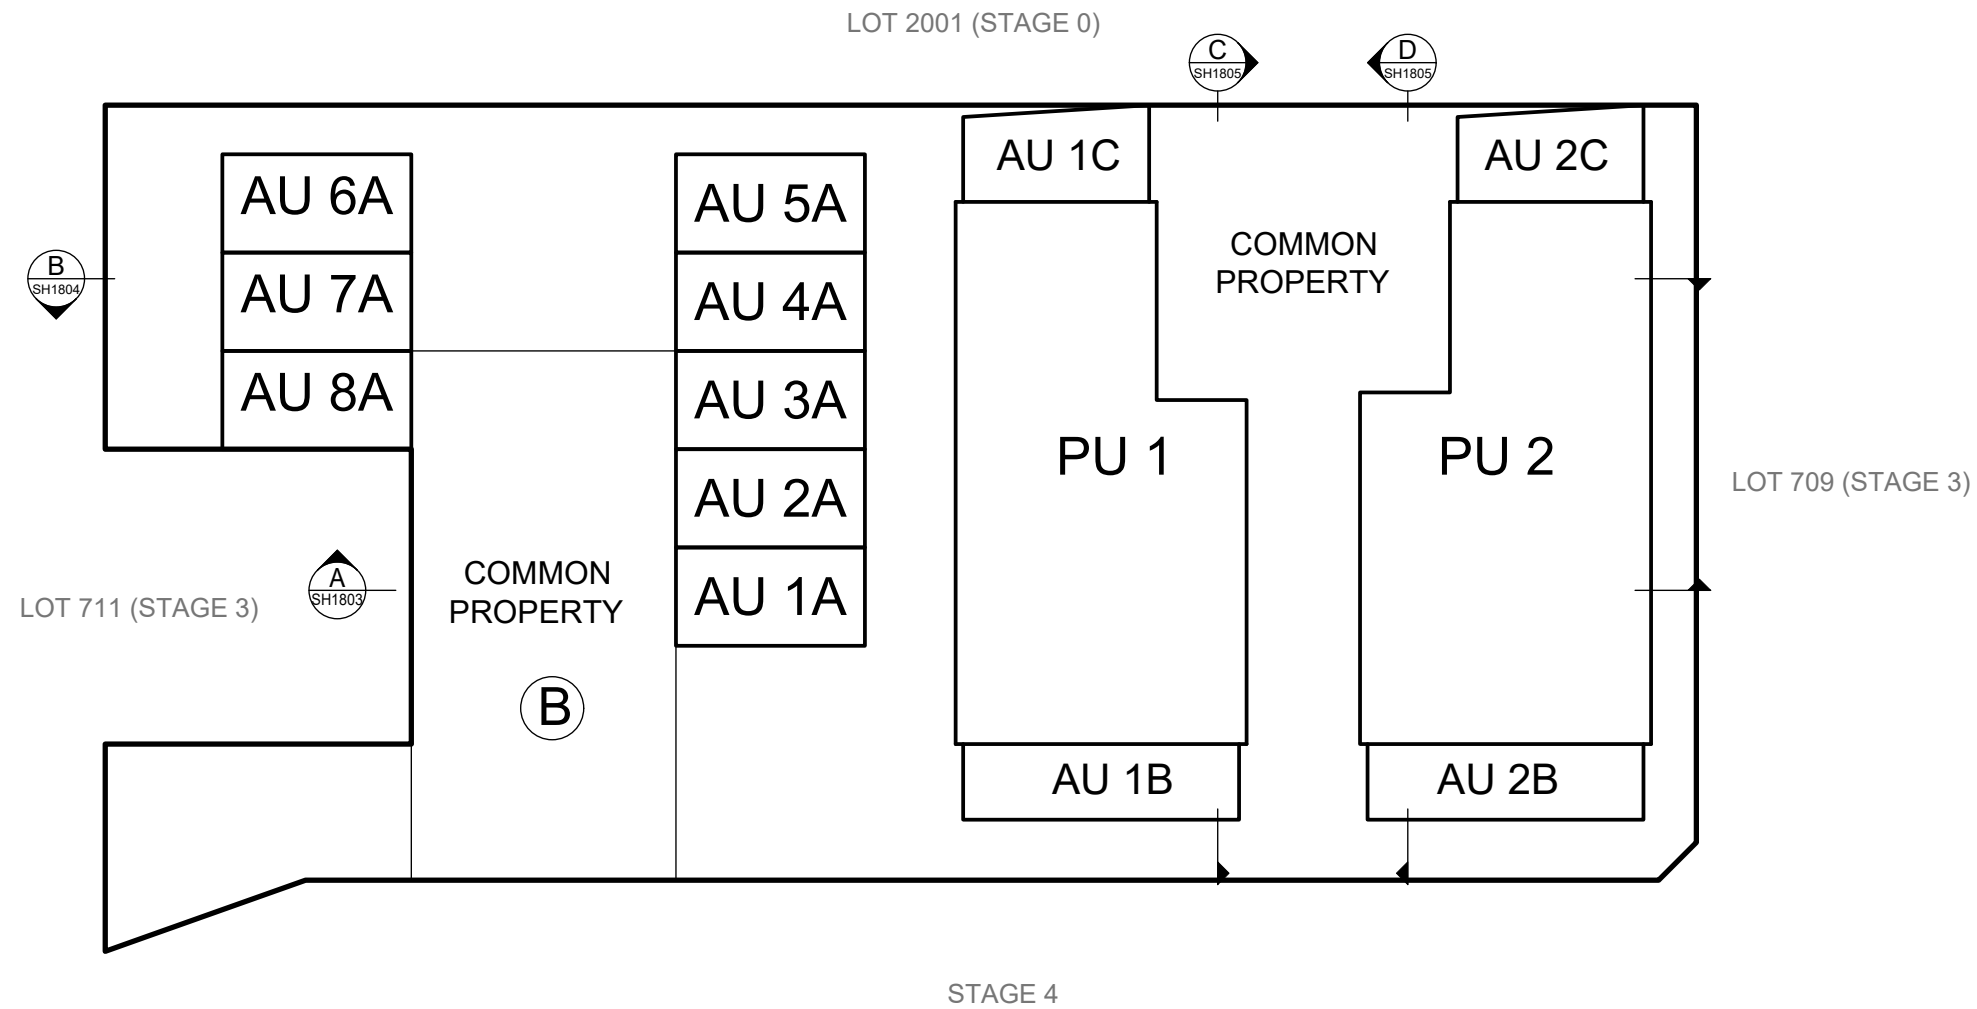 LOT 2001 (STAGE 0)
C
SH1805
D
SH1805
AU 1C
AU 2C
AU 6A
AU 5A
COMMON
PROPERTY
B
SH1804
AU 7A
AU 4A
AU 8A
AU 3A
PU 1
PU 2
LOT 709 (STAGE 3)
AU 2A
A
SH1803
COMMON
PROPERTY
AU 1A
LOT 711 (STAGE 3)
B
AU 1B
AU 2B
STAGE 4